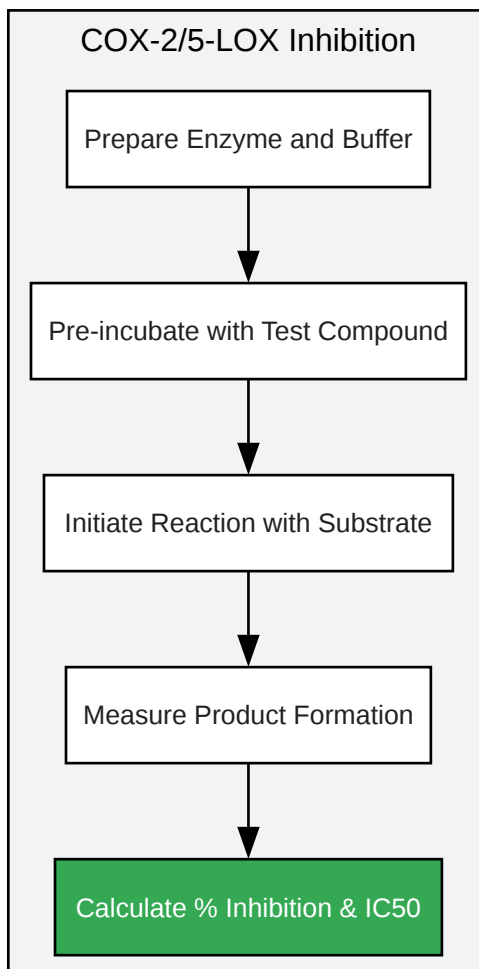 COX-2/5-LOX Inhibition
Prepare Enzyme and Buffer
Pre-incubate with Test Compound
Initiate Reaction with Substrate
Measure Product Formation
Calculate % Inhibition & IC50